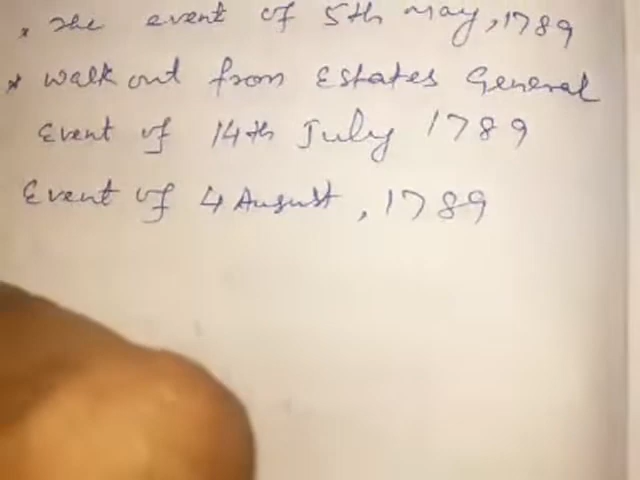 * The event of 5th May, 1789
* Walk out from Estates General
Event of 14th July 1789
Event of 4 August, 1789